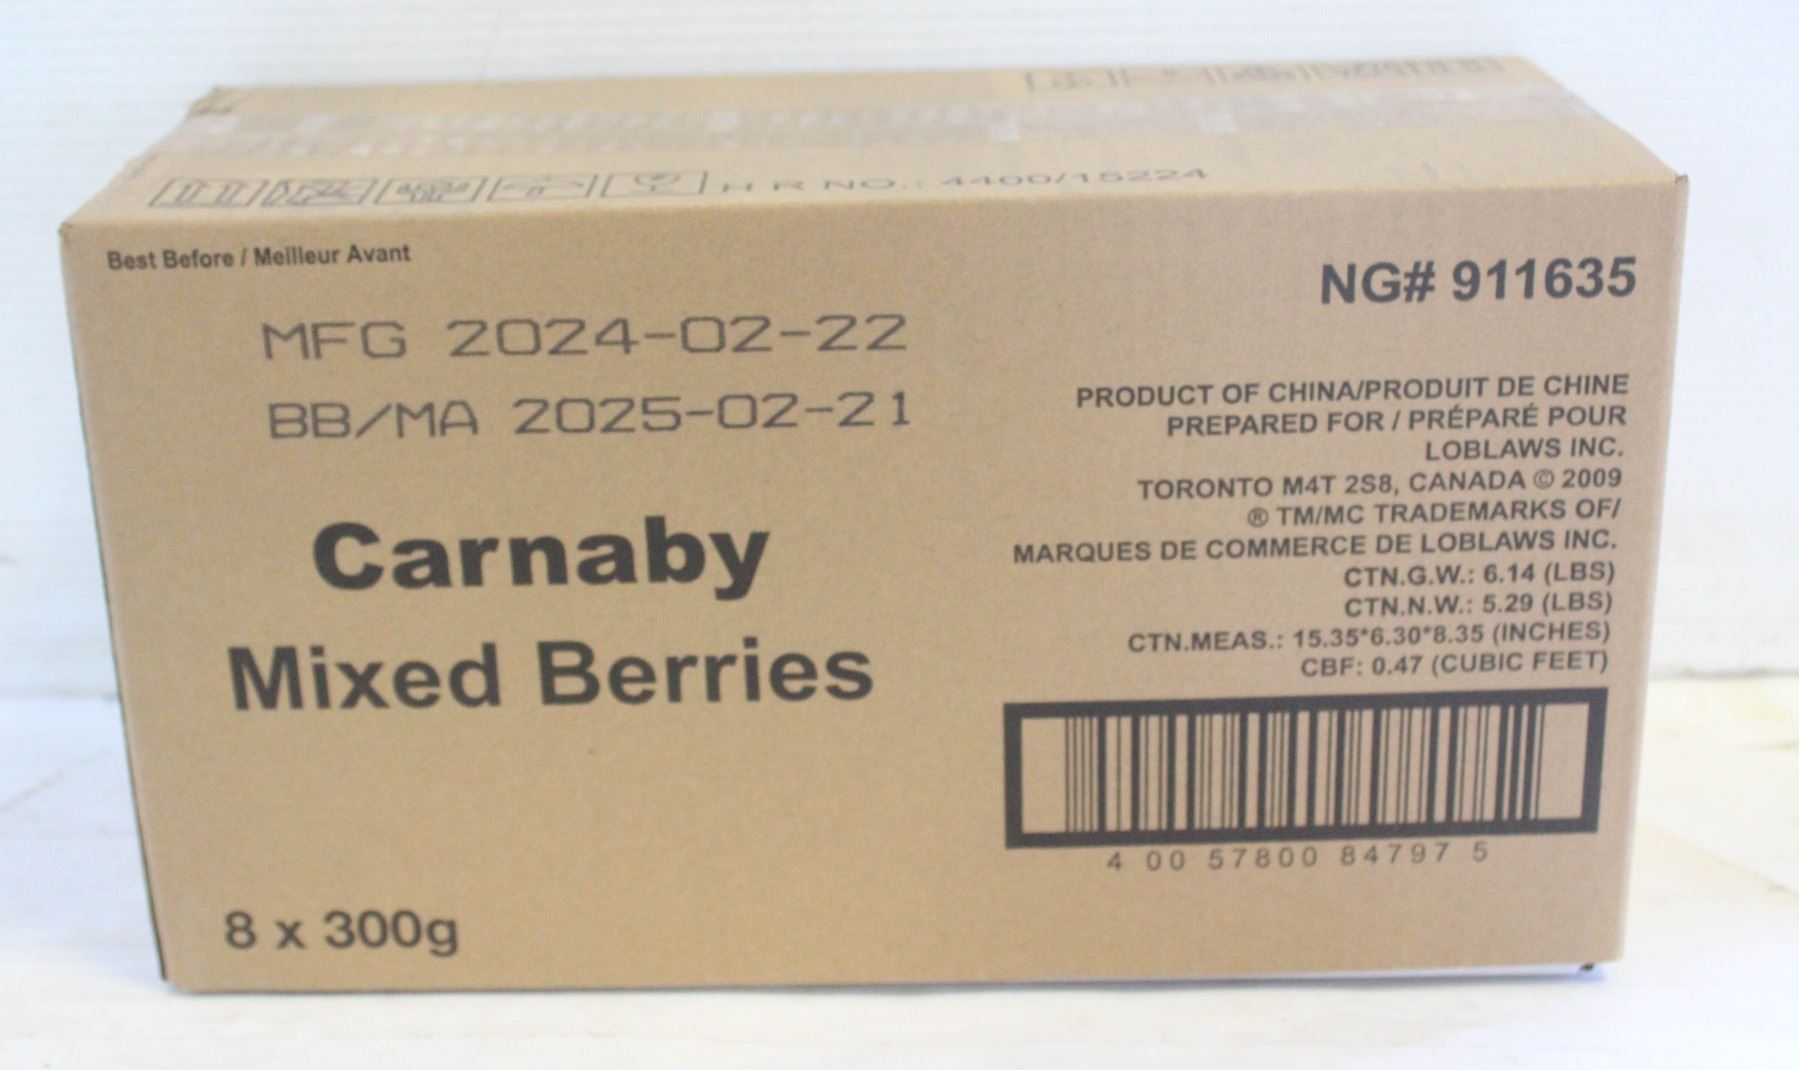 H R NO.: 4400/15224
Best Before / Meilleur Avant
MFG 2024-02-22
BB/MA 2025-02-21
Carnaby
Mixed Berries
8 x 300g
NG# 911635
PRODUCT OF CHINA/PRODUIT DE CHINE
PREPARED FOR / PRÉPARÉ POUR
LOBLAWS INC.
TORONTO M4T 2S8, CANADA © 2009
® TM/MC TRADEMARKS OF/
MARQUES DE COMMERCE DE LOBLAWS INC.
CTN.G.W.: 6.14 (LBS)
CTN.N.W.: 5.29 (LBS)
CTN.MEAS.: 15.35*6.30*8.35 (INCHES)
CBF: 0.47 (CUBIC FEET)
4 00 57800 84797 5